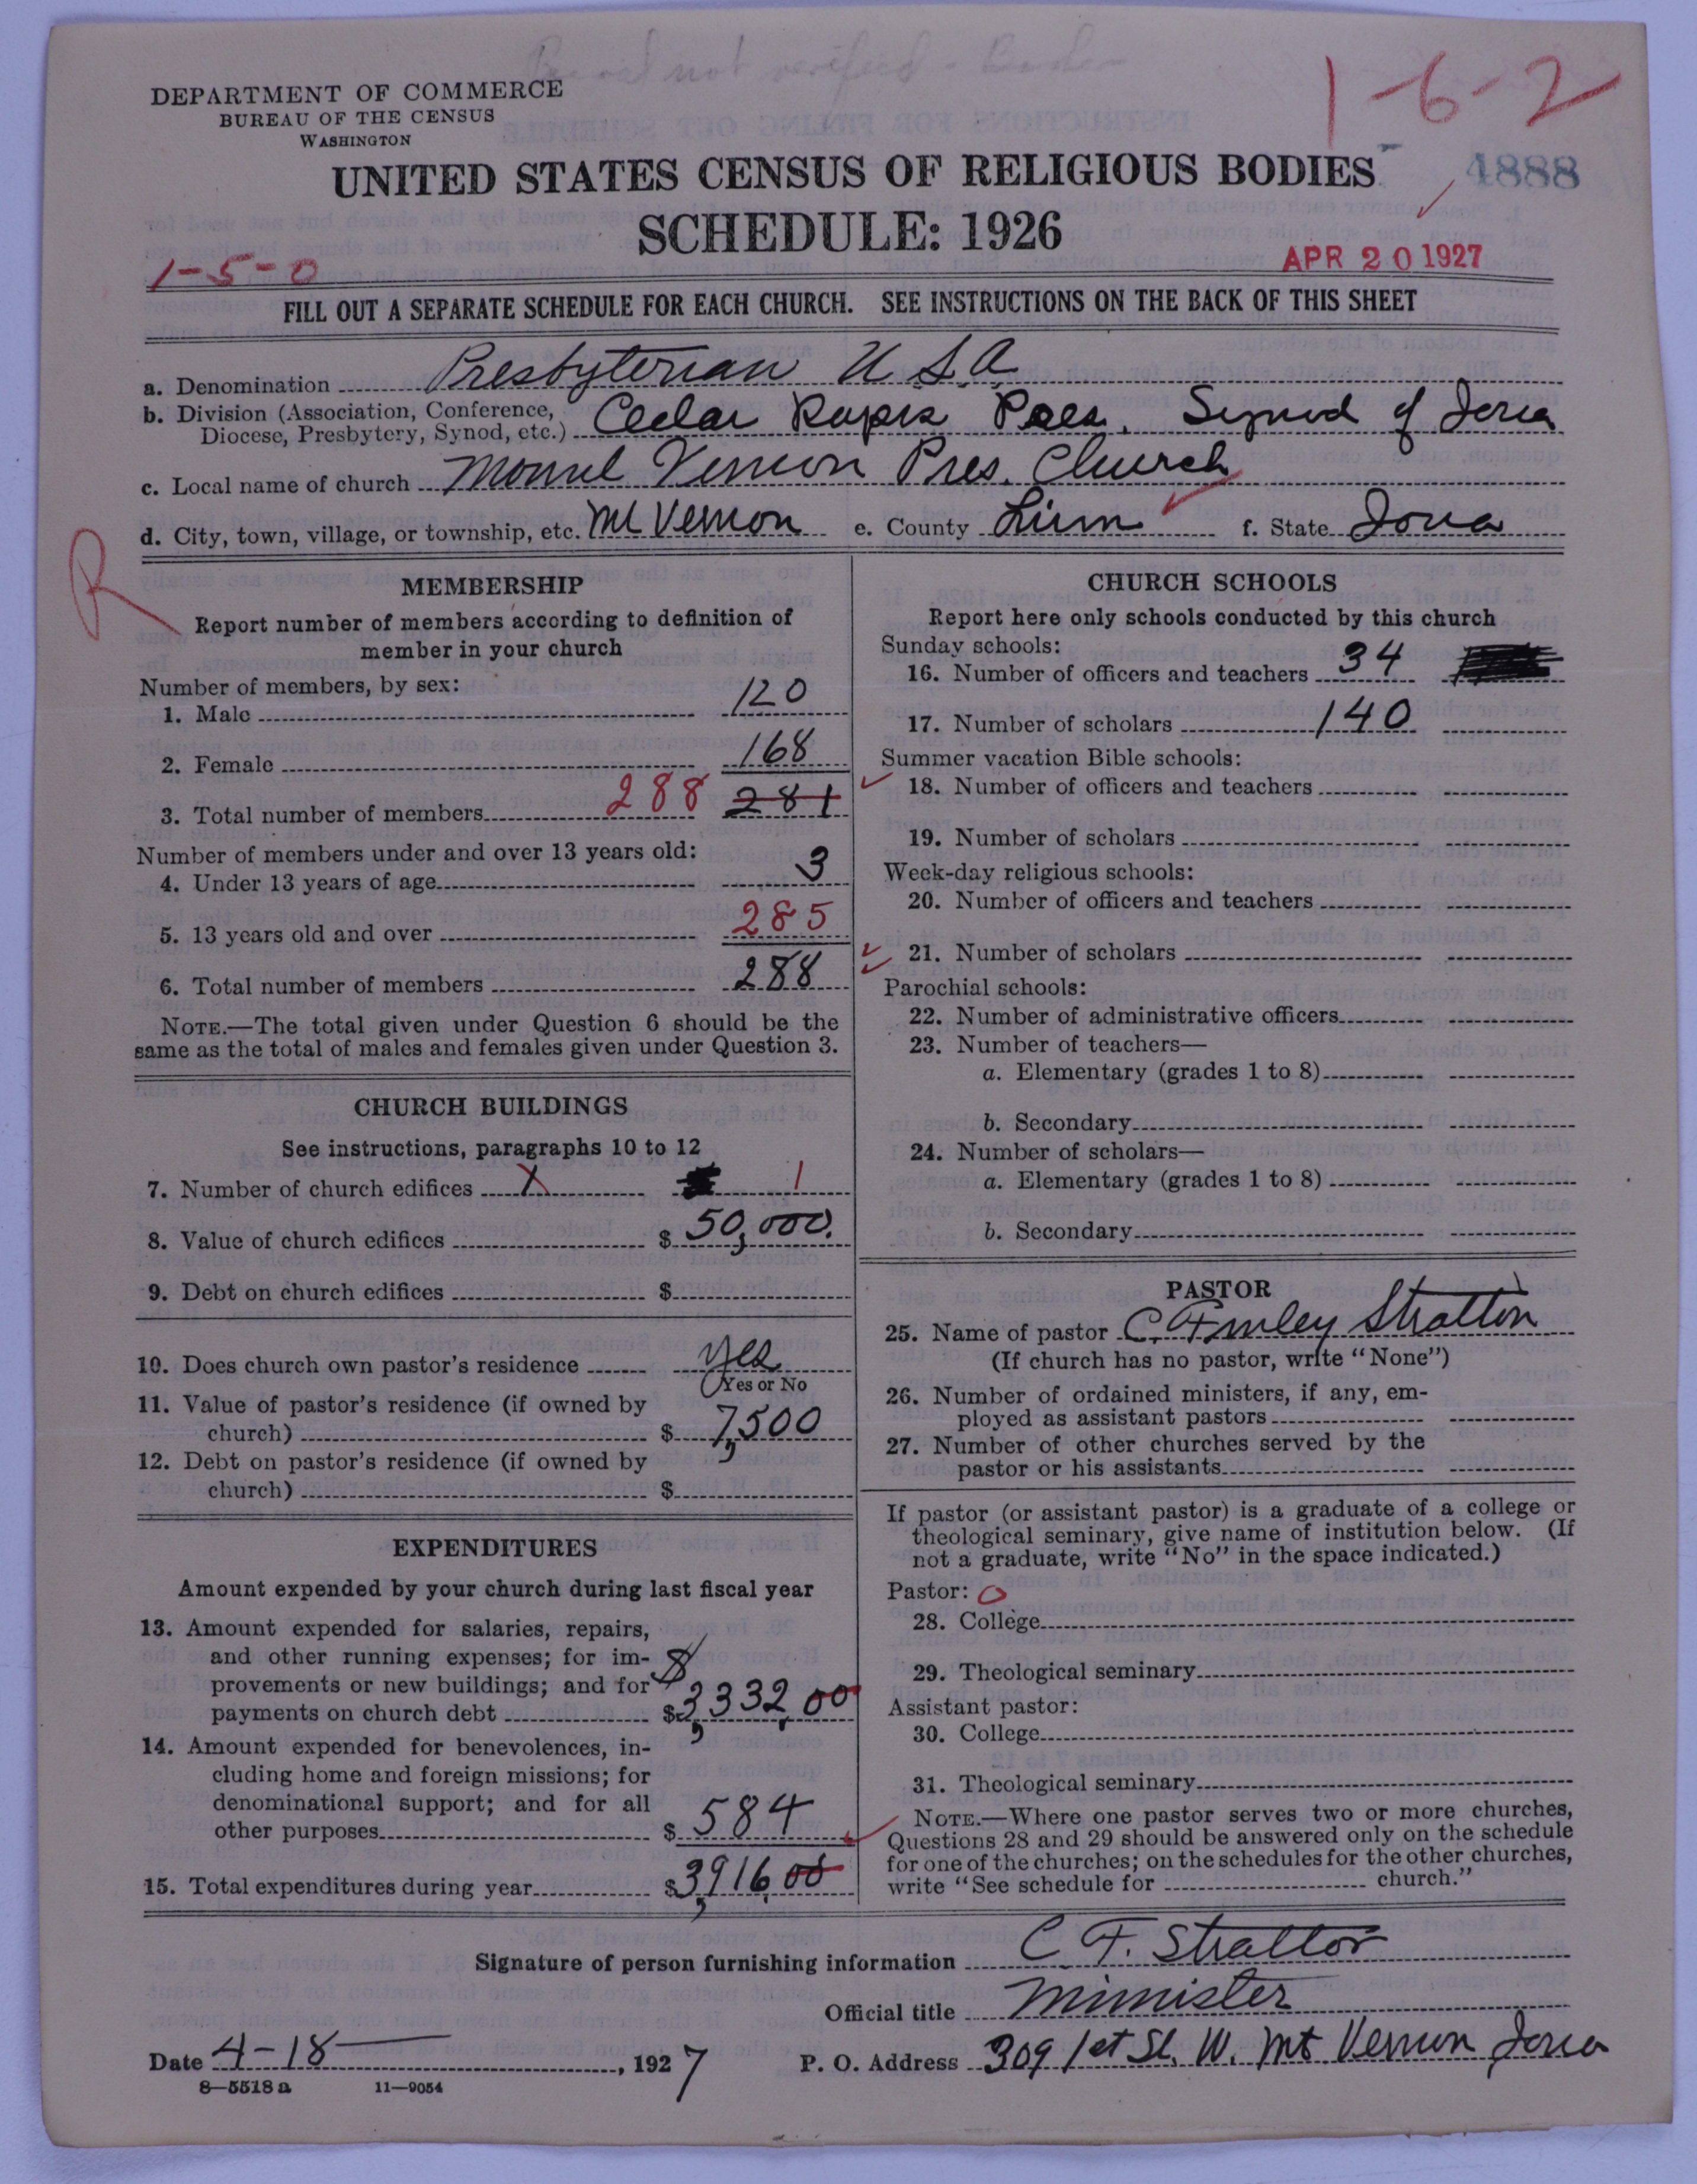 not verified
1-6-2
DEPARTMENT OF COMMERCE
BUREAU OF THE CENSUS
WASHINGTON
UNITED STATES CENSUS OF RELIGIOUS BODIES
4888
SCHEDULE: 1926
1-5-0
APR 20 1927
FILL OUT A SEPARATE SCHEDULE FOR EACH CHURCH. SEE INSTRUCTIONS ON THE BACK OF THIS SHEET
a. Denomination Presbyterian U S A
b. Division (Association, Conference,
Diocese, Presbytery, Synod, etc.) Cedar Rapis Pres. Synod of Iowa
c. Local name of church Mount Vernon Pres. Church
d. City, town, village, or township, etc. Mt Vernon e. County Linn f. State Iowa
R
MEMBERSHIP
Report number of members according to definition of
member in your church
Number of members, by sex:
1. Male 120
2. Female 168
3. Total number of members 288 281
Number of members under and over 13 years old:
4. Under 13 years of age 3
5. 13 years old and over 285
6. Total number of members 288
NOTE.—The total given under Question 6 should be the
same as the total of males and females given under Question 3.
CHURCH BUILDINGS
See instructions, paragraphs 10 to 12
7. Number of church edifices X 1
8. Value of church edifices $ 50,000.
9. Debt on church edifices $
10. Does church own pastor's residence yes
(Yes or No
11. Value of pastor's residence (if owned by
church) $ 7,500
12. Debt on pastor's residence (if owned by
church) $
EXPENDITURES
Amount expended by your church during last fiscal year
13. Amount expended for salaries, repairs,
and other running expenses; for im-
provements or new buildings; and for
payments on church debt $ 3,332.00
14. Amount expended for benevolences, in-
cluding home and foreign missions; for
denominational support; and for all
other purposes $ 584
15. Total expenditures during year $ 3,916.00
CHURCH SCHOOLS
Report here only schools conducted by this church
Sunday schools:
16. Number of officers and teachers 34
17. Number of scholars 140
Summer vacation Bible schools:
18. Number of officers and teachers
19. Number of scholars
Week-day religious schools:
20. Number of officers and teachers
21. Number of scholars
Parochial schools:
22. Number of administrative officers
23. Number of teachers—
a. Elementary (grades 1 to 8)
b. Secondary
24. Number of scholars—
a. Elementary (grades 1 to 8)
b. Secondary
PASTOR
25. Name of pastor C. Finley Stratton
(If church has no pastor, write "None")
26. Number of ordained ministers, if any, em-
ployed as assistant pastors
27. Number of other churches served by the
pastor or his assistants
If pastor (or assistant pastor) is a graduate of a college or
theological seminary, give name of institution below. (If
not a graduate, write "No" in the space indicated.)
Pastor: 0
28. College
29. Theological seminary
Assistant pastor:
30. College
31. Theological seminary
NOTE.—Where one pastor serves two or more churches,
Questions 28 and 29 should be answered only on the schedule
for one of the churches; on the schedules for the other churches,
write "See schedule for church."
Signature of person furnishing information C. F. Stratton
Official title Minister
Date 4-18, 1927 P. O. Address 309 1st St. W. Mt Vernon Iowa
8—5518 a 11—9054